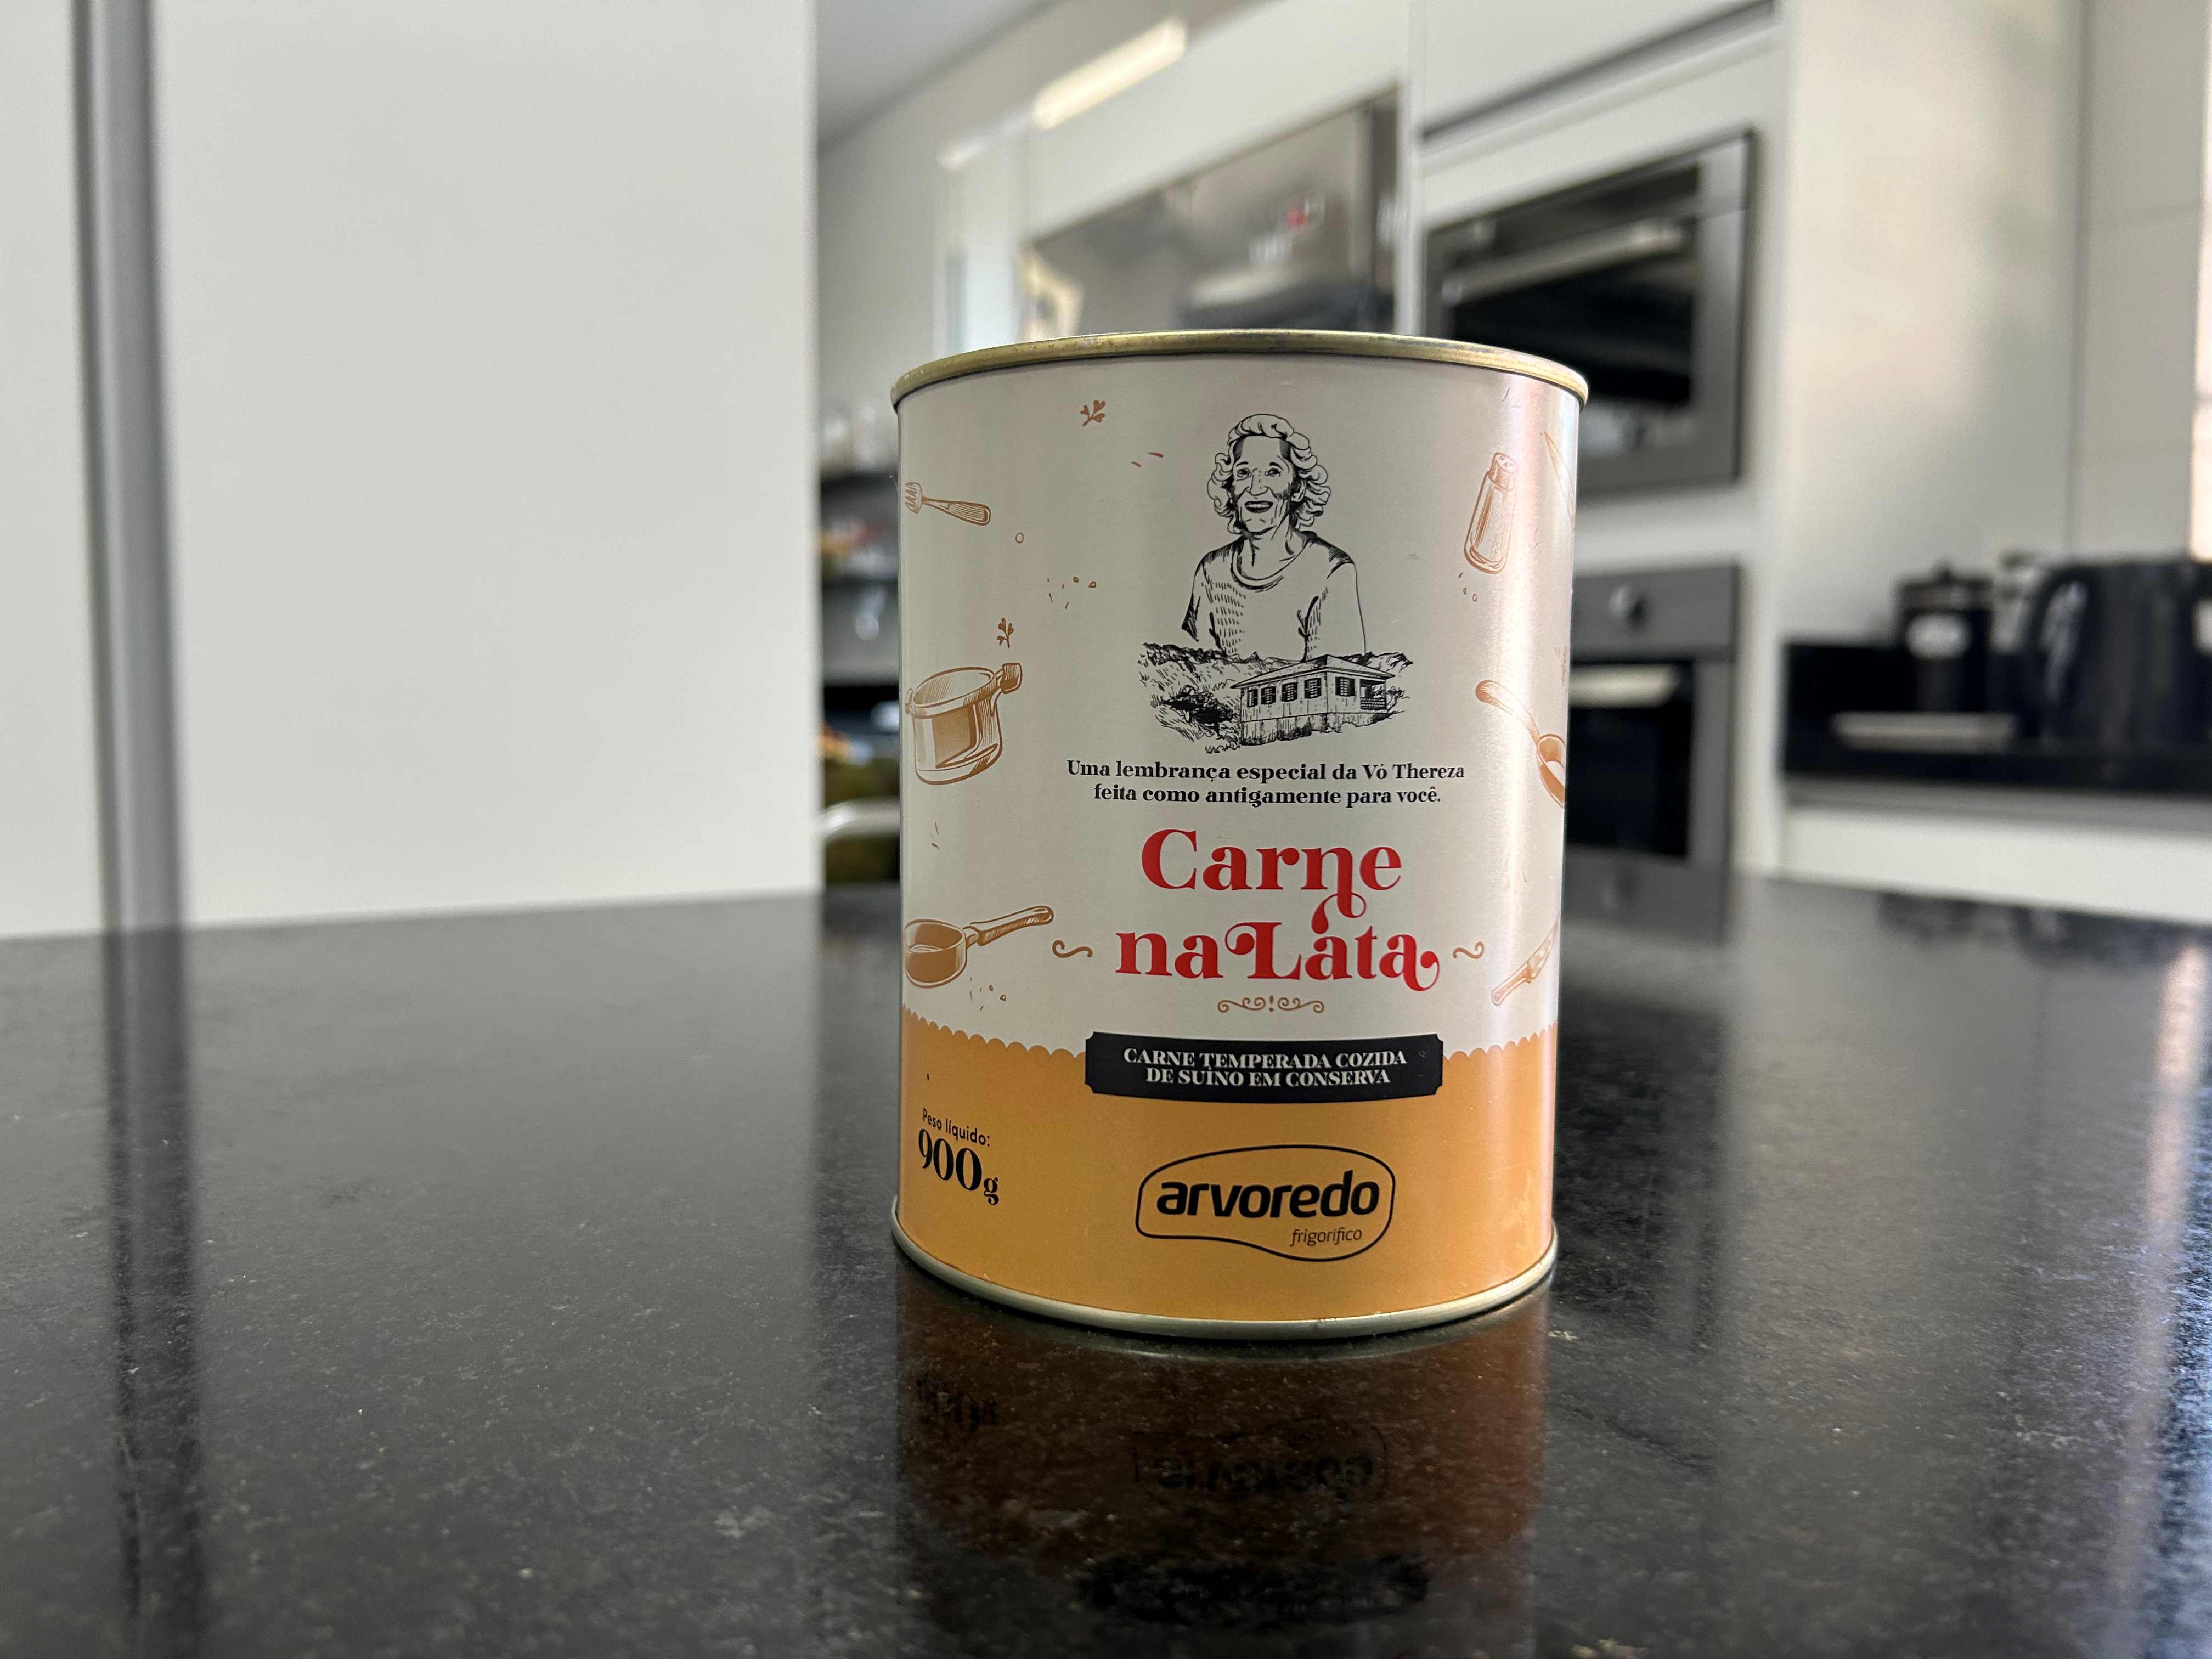 Uma lembrança especial da Vó Thereza
feita como antigamente para você.
Carne
na Lata
CARNE TEMPERADA COZIDA
DE SUÍNO EM CONSERVA
Peso líquido:
900g
arvoredo
frigorífico